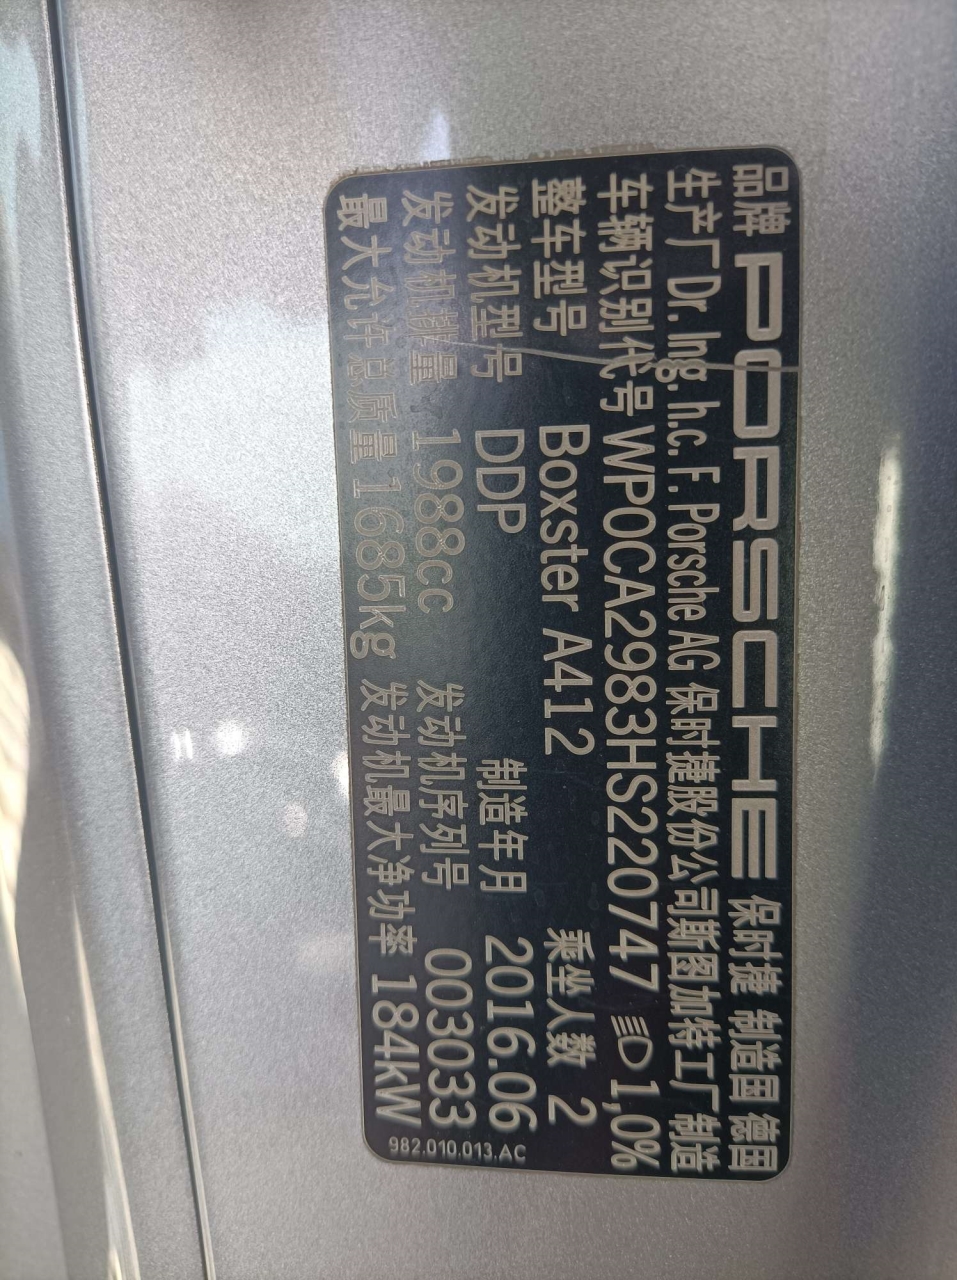 品牌 PORSCHE 保时捷 制造国 德国
生产厂 Dr. Ing. h.c. F. Porsche AG 保时捷股份公司斯图加特工厂制造
车辆识别代号 WP0CA2983HS220747 1,0%
整车型号 Boxster A412 乘坐人数 2
发动机型号 DDP 制造年月 2016.06
发动机排量 1988cc 发动机序列号 003033
最大允许总质量 1685kg 发动机最大净功率 184kW
982.010.013.AC